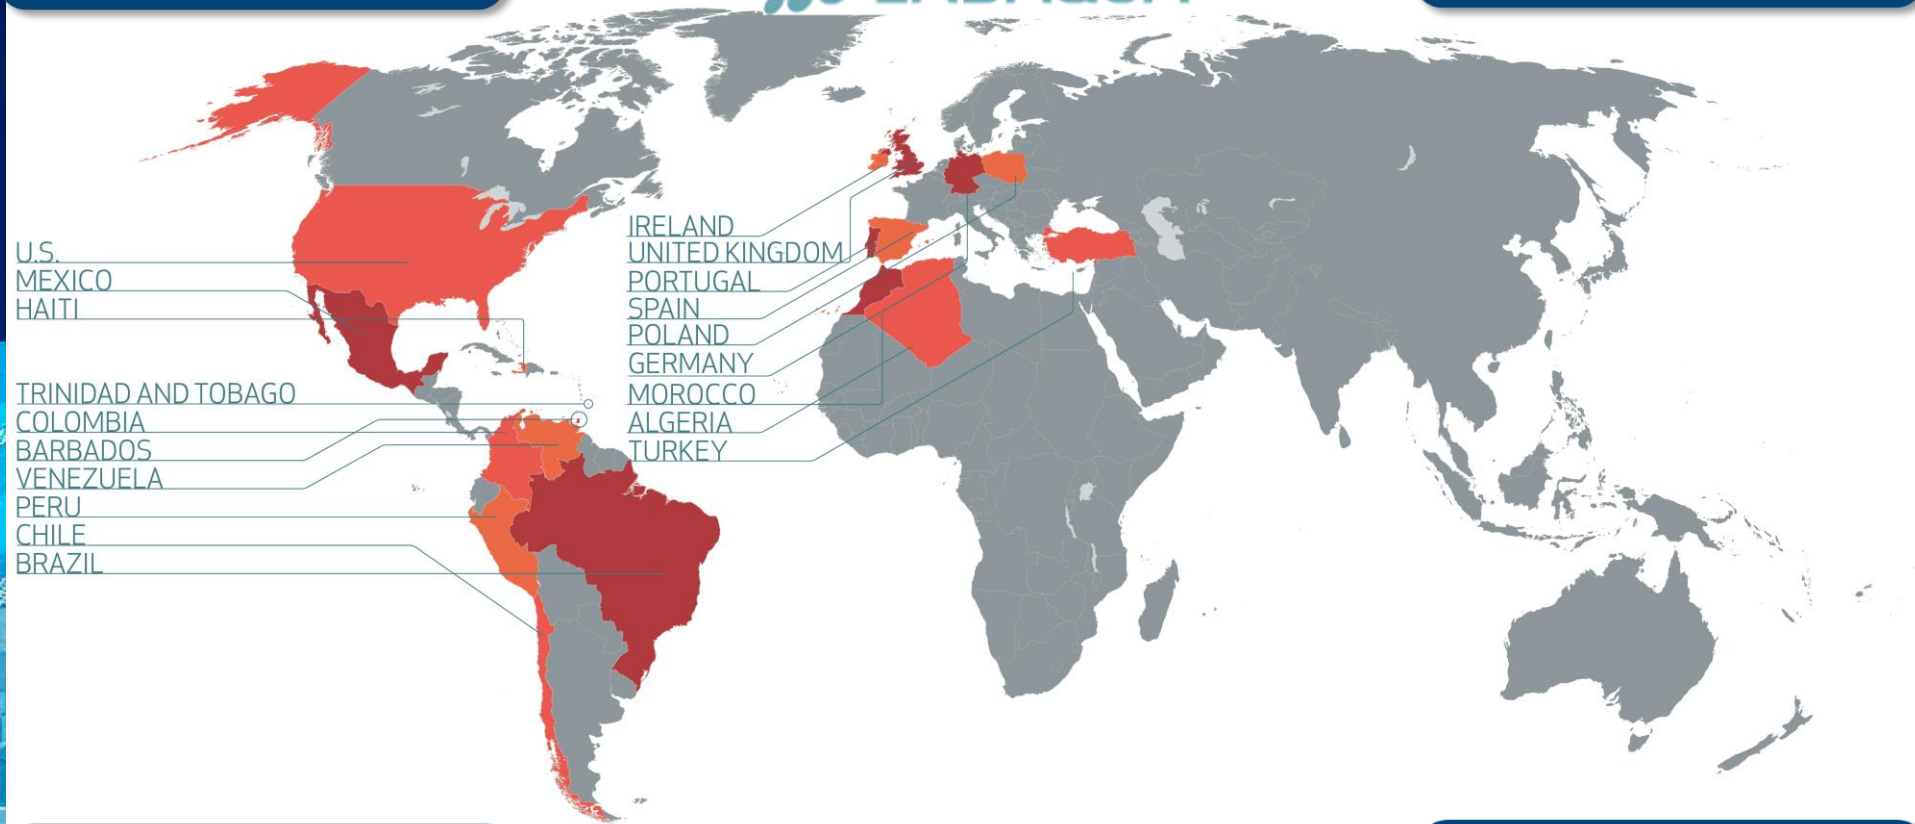 U.S.
MEXICO
HAITI
TRINIDAD AND TOBAGO
COLOMBIA
BARBADOS
VENEZUELA
PERU
CHILE
BRAZIL
IRELAND
UNITED KINGDOM
PORTUGAL
SPAIN
POLAND
GERMANY
MOROCCO
ALGERIA
TURKEY